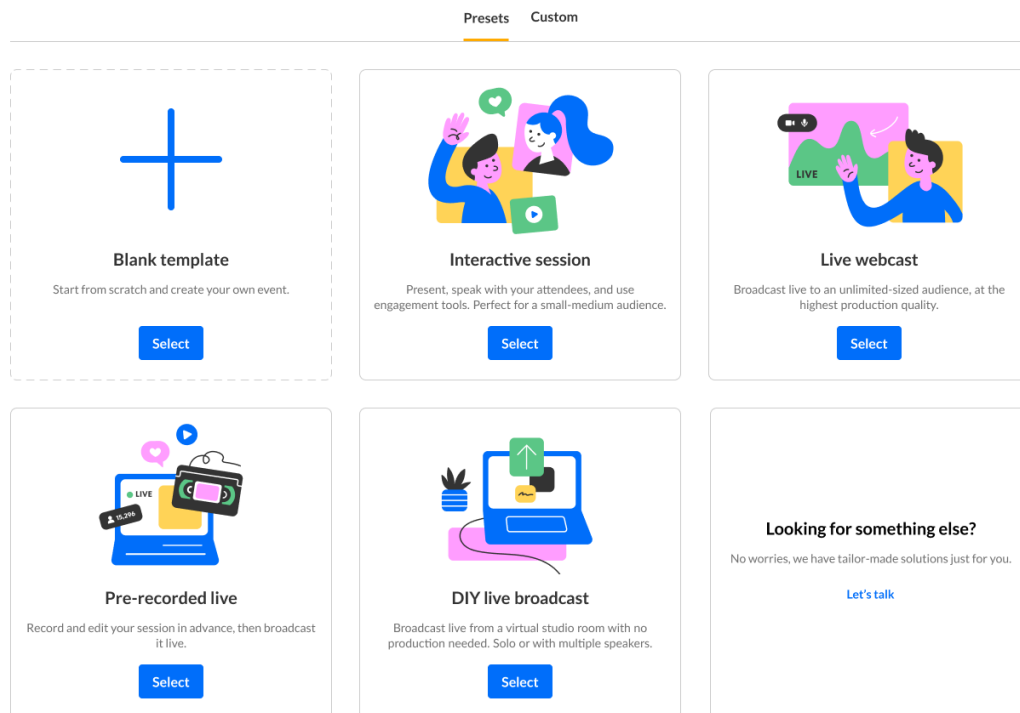 Presets
Custom
Blank template
Start from scratch and create your own event.
Select
Interactive session
Present, speak with your attendees, and use
engagement tools. Perfect for a small-medium audience.
Select
LIVE
Live webcast
Broadcast live to an unlimited-sized audience, at the
highest production quality.
Select
LIVE
15,296
Pre-recorded live
Record and edit your session in advance, then broadcast
it live.
Select
DIY live broadcast
Broadcast live from a virtual studio room with no
production needed. Solo or with multiple speakers.
Select
Looking for something else?
No worries, we have tailor-made solutions just for you.
Let's talk